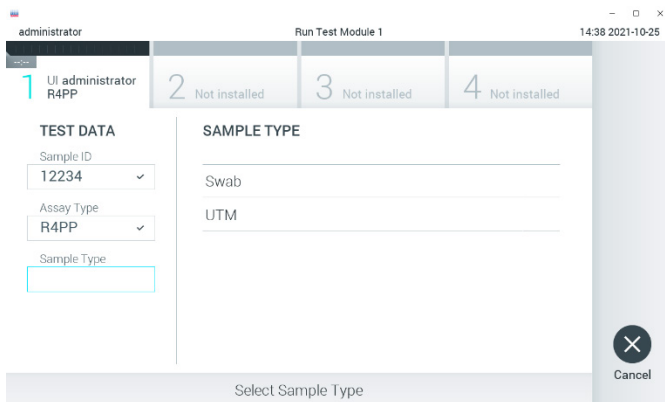 administrator Run Test Module 1 14:38 2021-10-25
--:--
1 UI administrator
R4PP
2 Not installed
3 Not installed
4 Not installed
TEST DATA
Sample ID
12234
Assay Type
R4PP
Sample Type
SAMPLE TYPE
Swab
UTM
Cancel
Select Sample Type